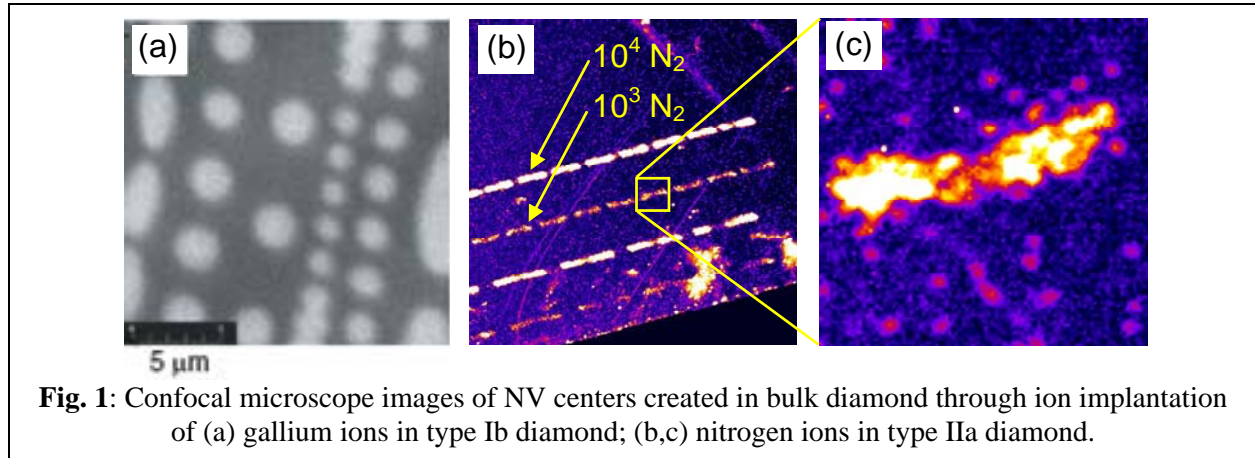 (a)
(b)
(c)
10⁴ N₂
10³ N₂
5 µm
Fig. 1: Confocal microscope images of NV centers created in bulk diamond through ion implantation
of (a) gallium ions in type Ib diamond; (b,c) nitrogen ions in type IIa diamond.